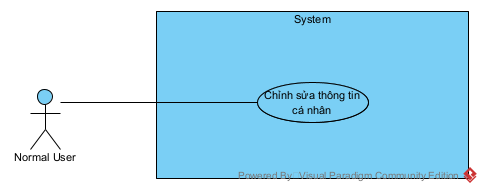 System
Chỉnh sửa thông tin
cá nhân
Normal User
Powered By Visual Paradigm Community Edition